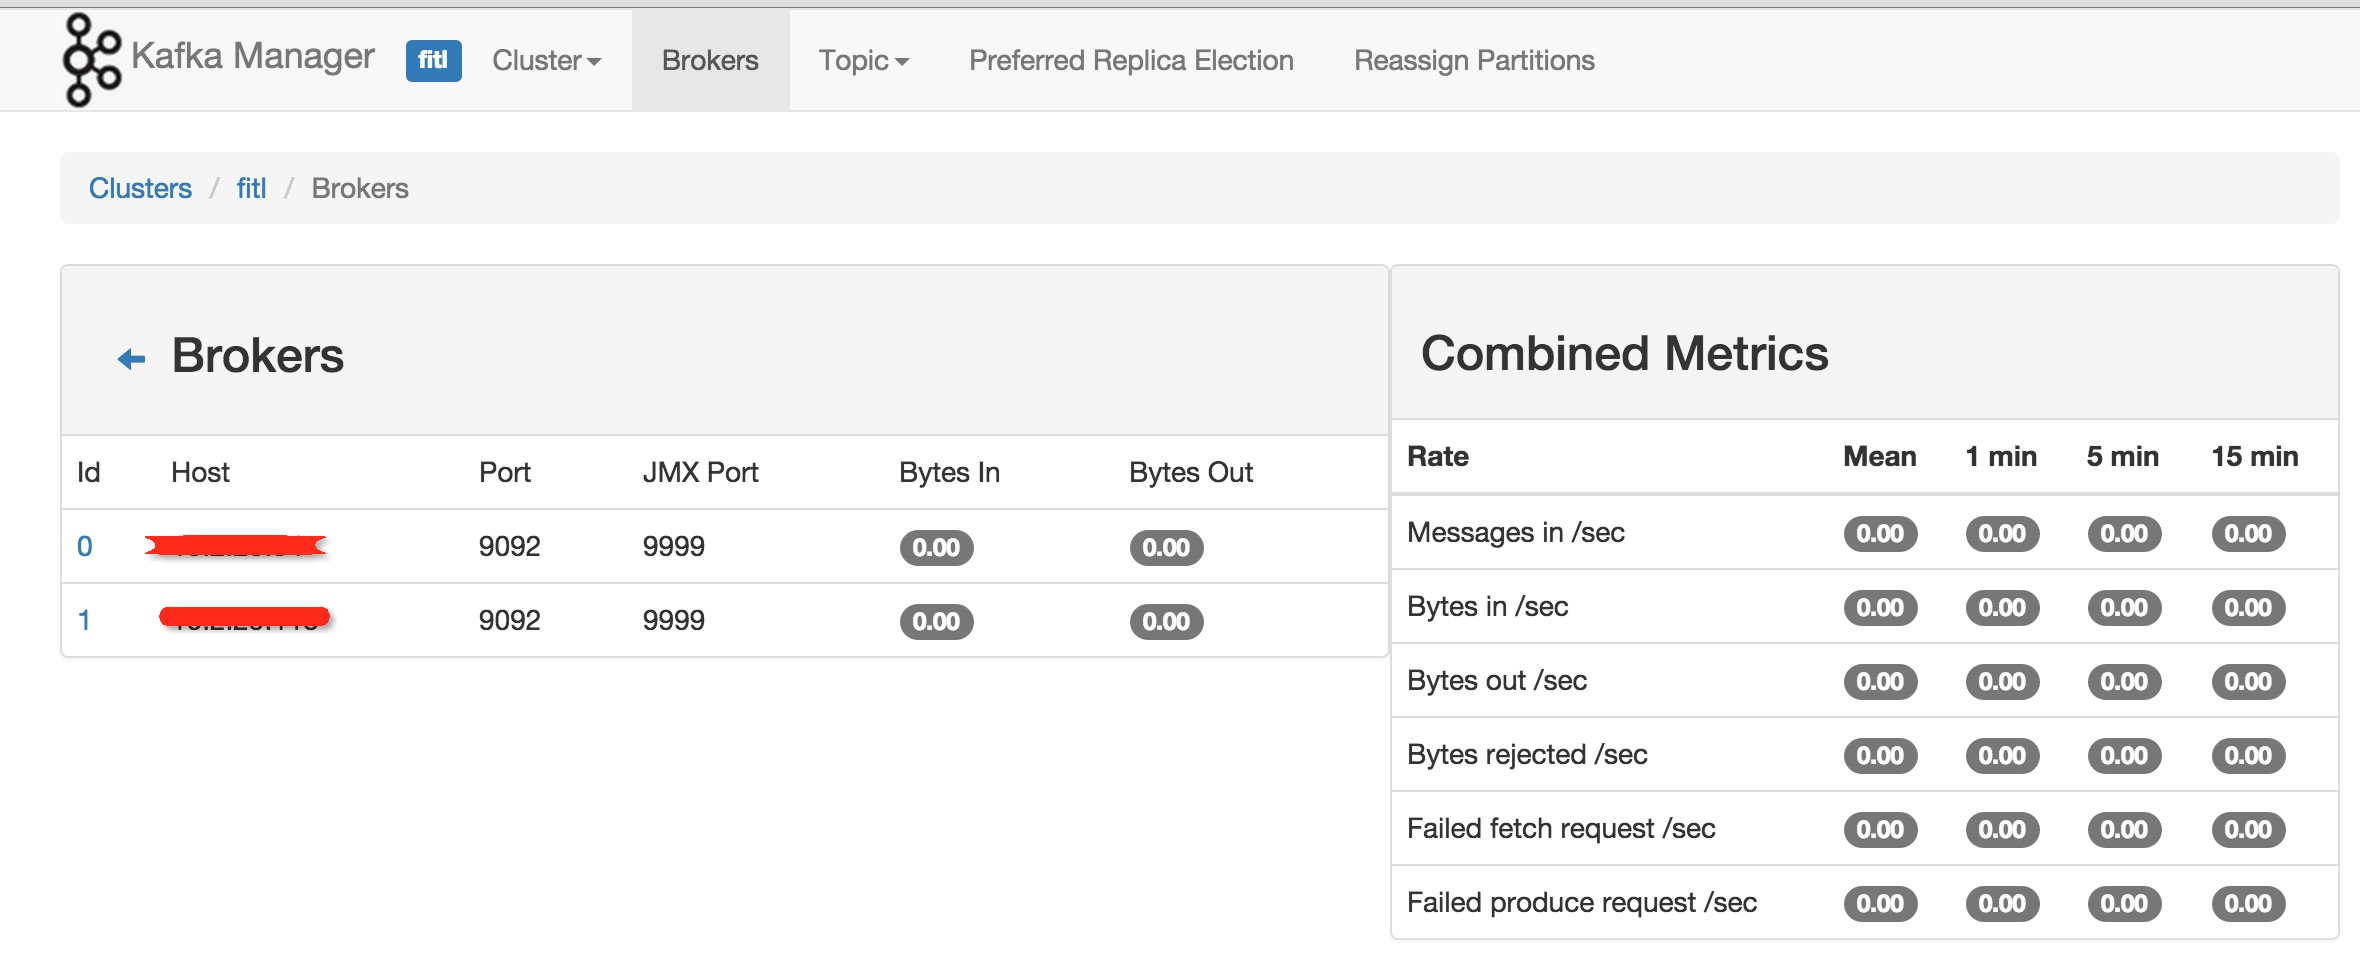 Kafka Manager fitl Cluster Brokers Topic Preferred Replica Election Reassign Partitions
Clusters / fitl / Brokers
Brokers
Id Host Port JMX Port Bytes In Bytes Out
0 9092 9999 0.00 0.00
1 9092 9999 0.00 0.00
Combined Metrics
Rate Mean 1 min 5 min 15 min
Messages in /sec 0.00 0.00 0.00 0.00
Bytes in /sec 0.00 0.00 0.00 0.00
Bytes out /sec 0.00 0.00 0.00 0.00
Bytes rejected /sec 0.00 0.00 0.00 0.00
Failed fetch request /sec 0.00 0.00 0.00 0.00
Failed produce request /sec 0.00 0.00 0.00 0.00